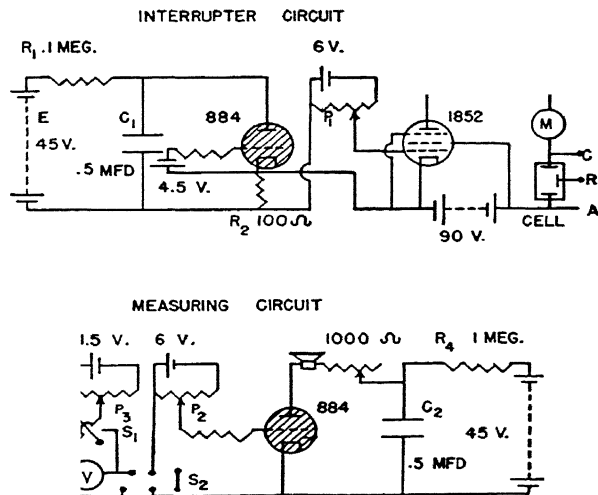 INTERRUPTER CIRCUIT
R₁ .1 MEG.
6 V.
E
45 V.
C₁
.5 MFD
884
4.5 V.
R₂ 100 Ω
P₁
1852
90 V.
M
C
R
CELL
A
MEASURING CIRCUIT
1.5 V.
6 V.
1000 Ω
R₄ 1 MEG.
P₃
P₂
S₁
884
C₂
45 V.
.5 MFD
V
S₂